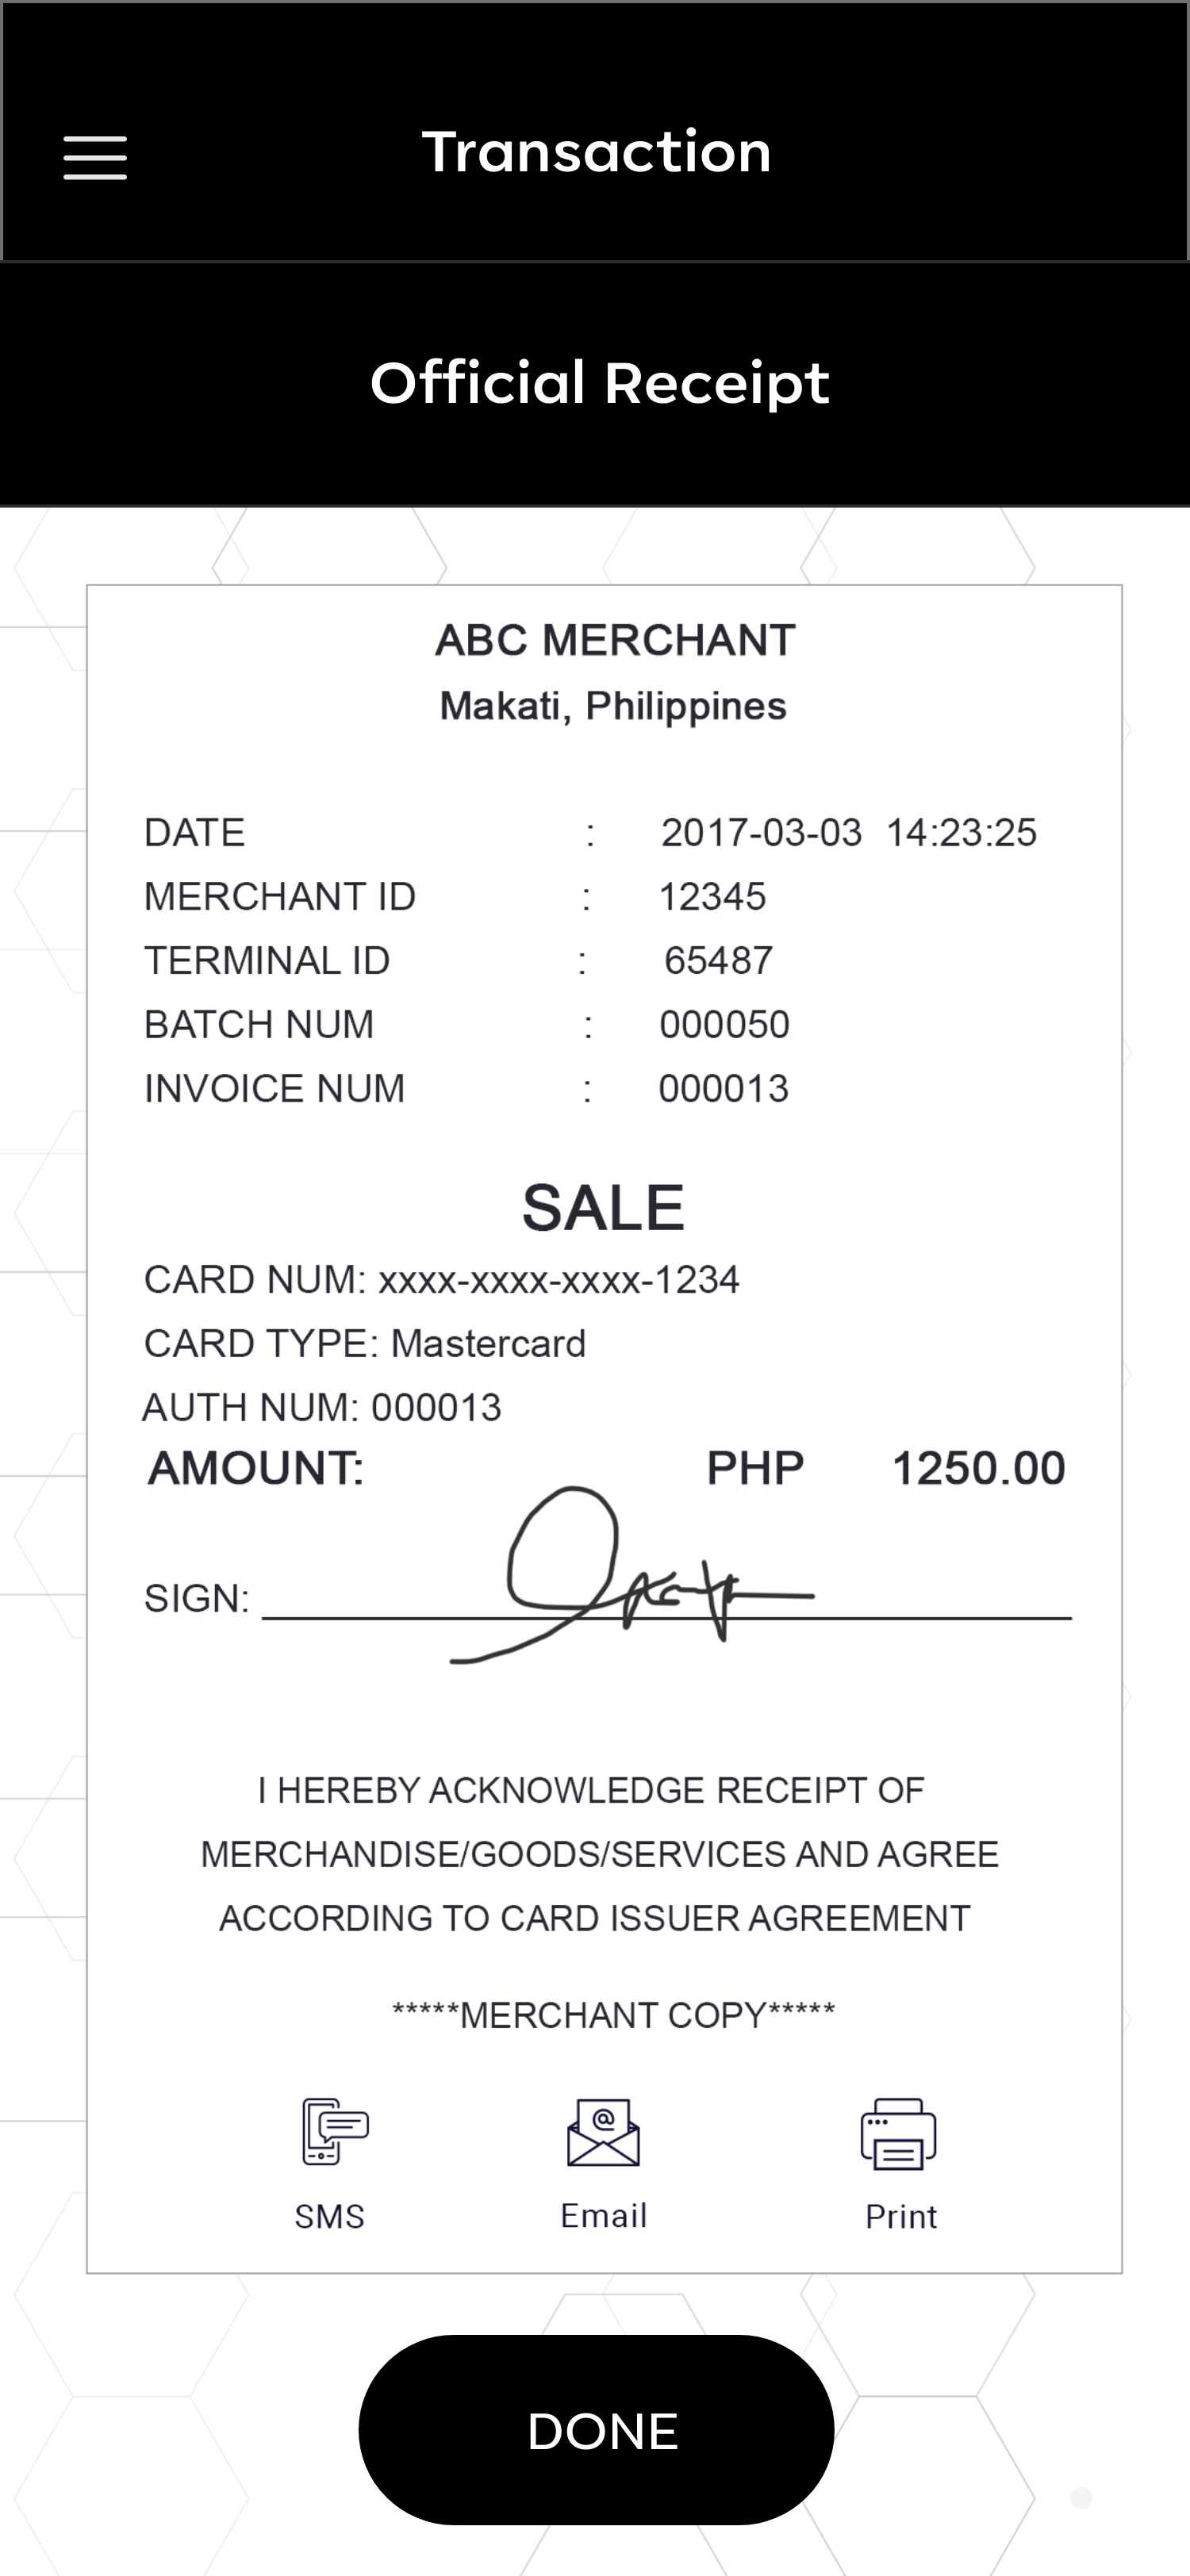 Transaction
Official Receipt
ABC MERCHANT
Makati, Philippines
DATE : 2017-03-03 14:23:25
MERCHANT ID : 12345
TERMINAL ID : 65487
BATCH NUM : 000050
INVOICE NUM : 000013
SALE
CARD NUM: xxxx-xxxx-xxxx-1234
CARD TYPE: Mastercard
AUTH NUM: 000013
AMOUNT: PHP 1250.00
SIGN:
I HEREBY ACKNOWLEDGE RECEIPT OF
MERCHANDISE/GOODS/SERVICES AND AGREE
ACCORDING TO CARD ISSUER AGREEMENT
*****MERCHANT COPY*****
SMS Email Print
DONE